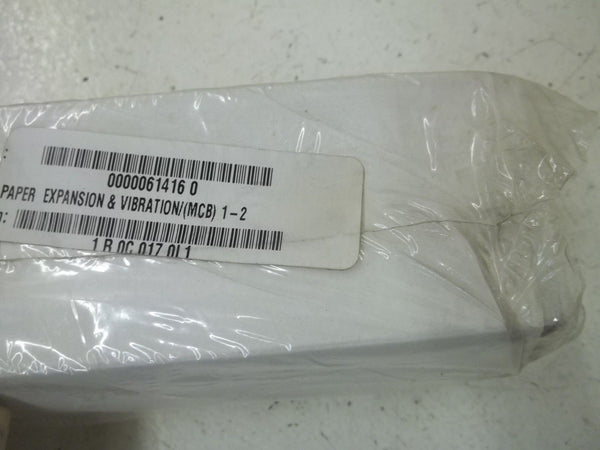 :
0000061416 0
PAPER EXPANSION & VIBRATION/(MCB) 1-2
:
1 B 0C 017 0L1